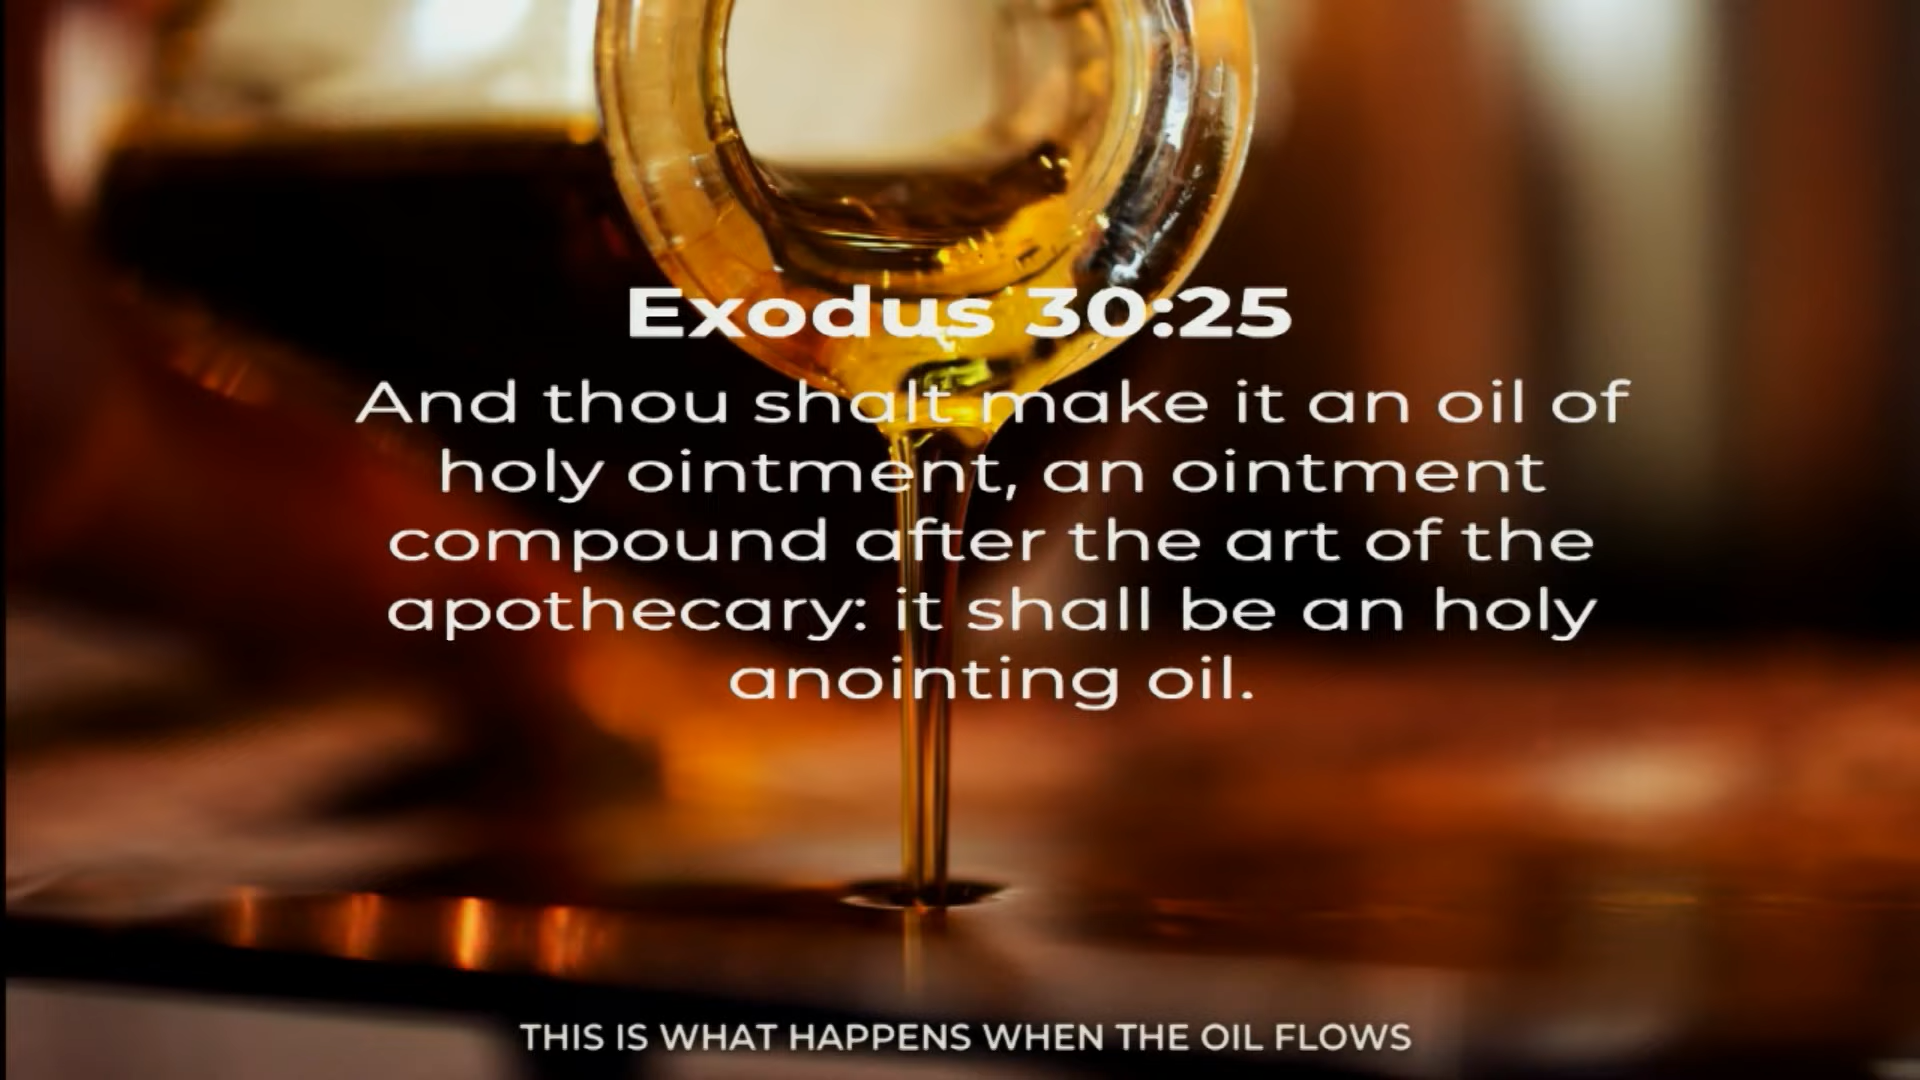 Exodus 30:25
And thou shalt make it an oil of
holy ointment, an ointment
compound after the art of the
apothecary: it shall be an holy
anointing oil.
THIS IS WHAT HAPPENS WHEN THE OIL FLOWS